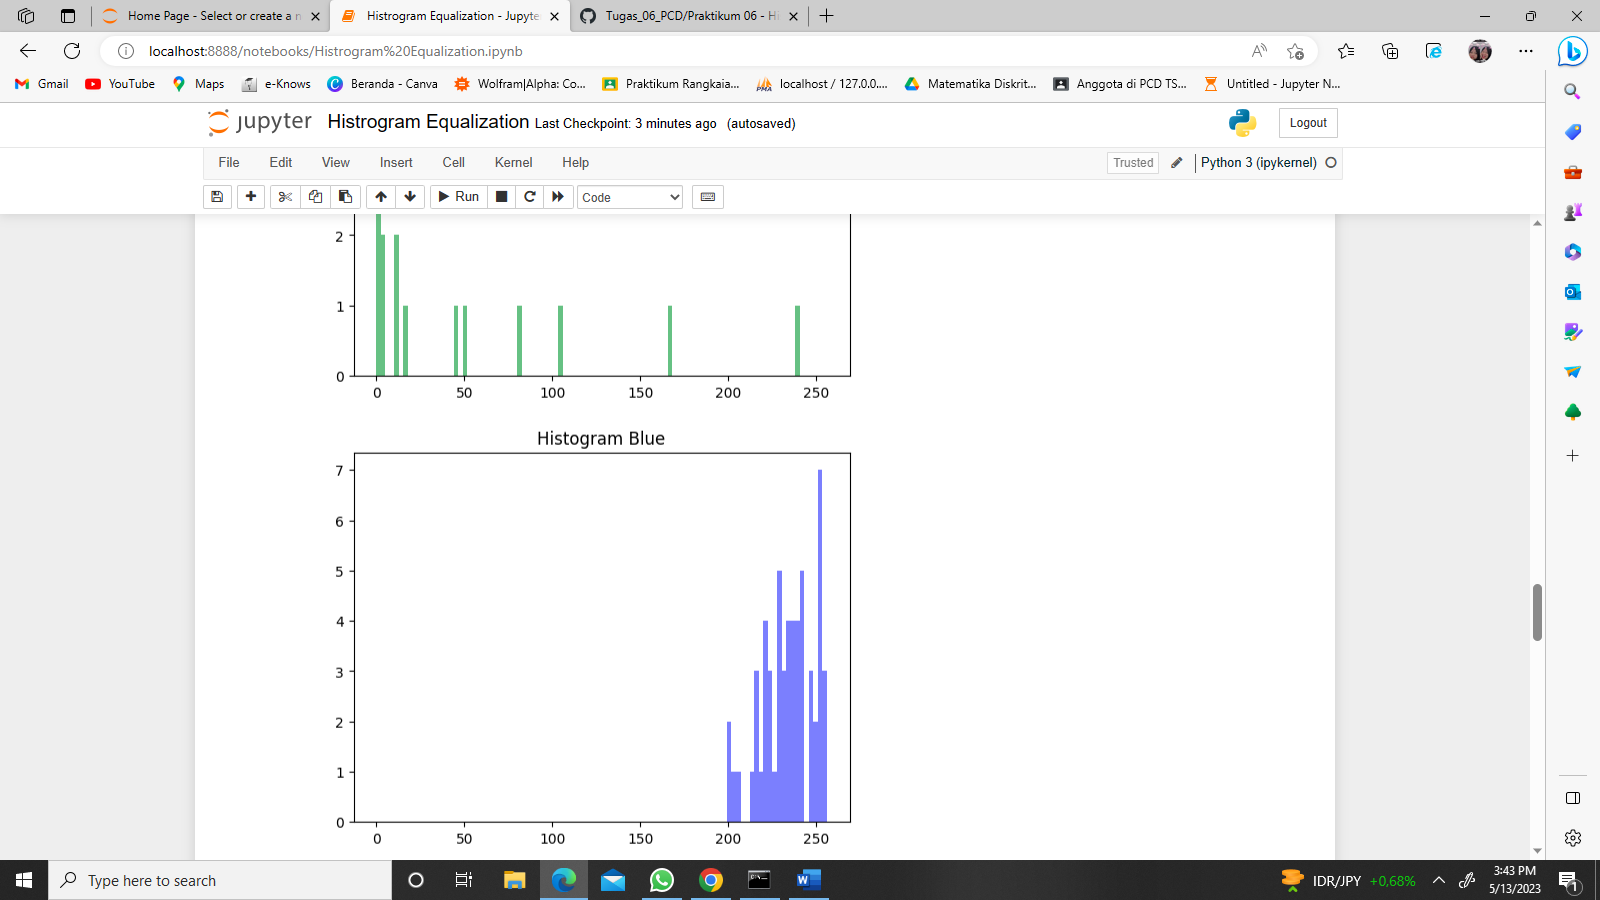 Home Page - Select or create a n
Histrogram Equalization - Jupyte
Tugas_06_PCD/Praktikum 06 - Hi
localhost:8888/notebooks/Histrogram%20Equalization.ipynb
Gmail YouTube Maps e-Knows Beranda - Canva Wolfram|Alpha: Co... Praktikum Rangkaia... localhost / 127.0.0.... Matematika Diskrit... Anggota di PCD TS... Untitled - Jupyter N...
jupyter Histrogram Equalization Last Checkpoint: 3 minutes ago (autosaved)
Logout
File Edit View Insert Cell Kernel Help
Trusted
Python 3 (ipykernel)
Run
Code
2
1
0
0 50 100 150 200 250
Histogram Blue
7
6
5
4
3
2
1
0
0 50 100 150 200 250
Type here to search
IDR/JPY +0,68%
3:43 PM
5/13/2023
1